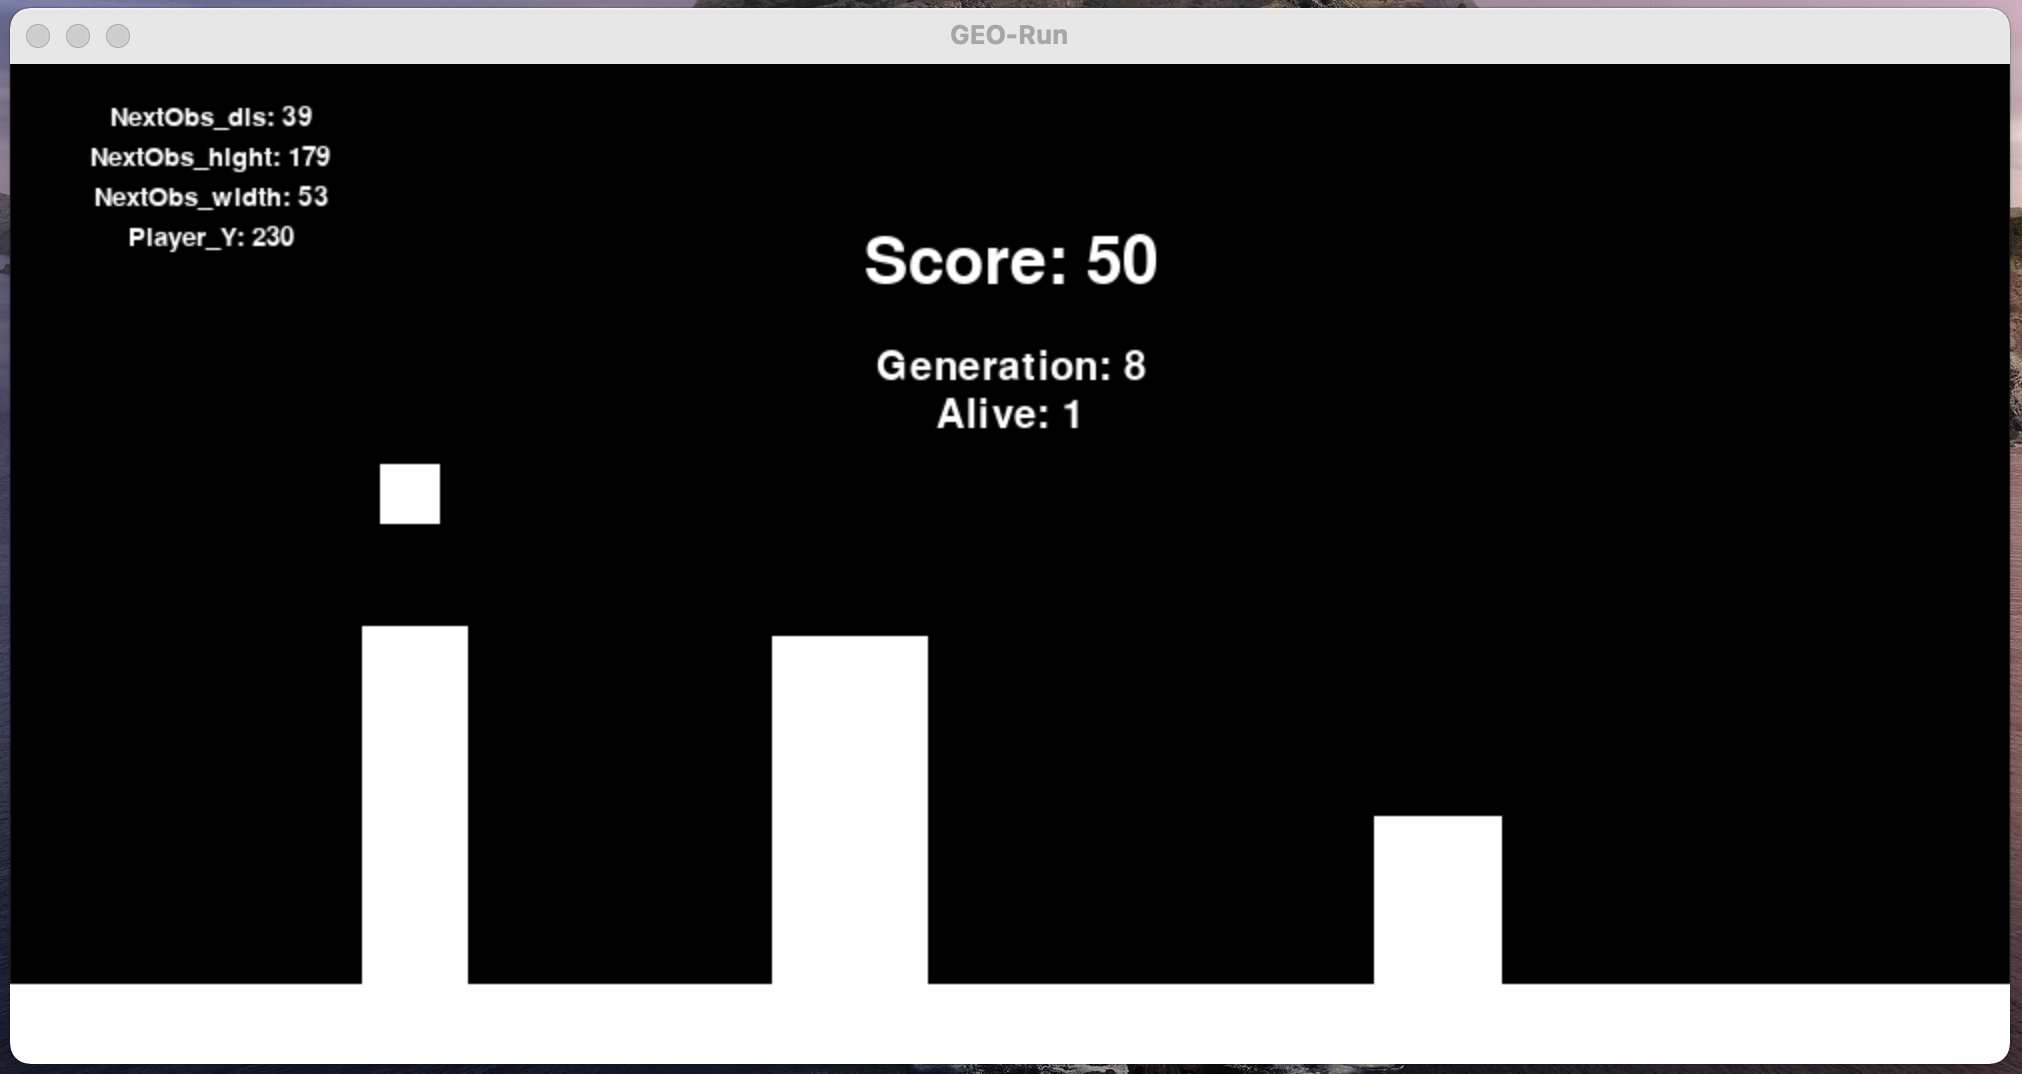 GEO-Run
NextObs_dis: 39
NextObs_hight: 179
NextObs_width: 53
Player_Y: 230
Score: 50
Generation: 8
Alive: 1